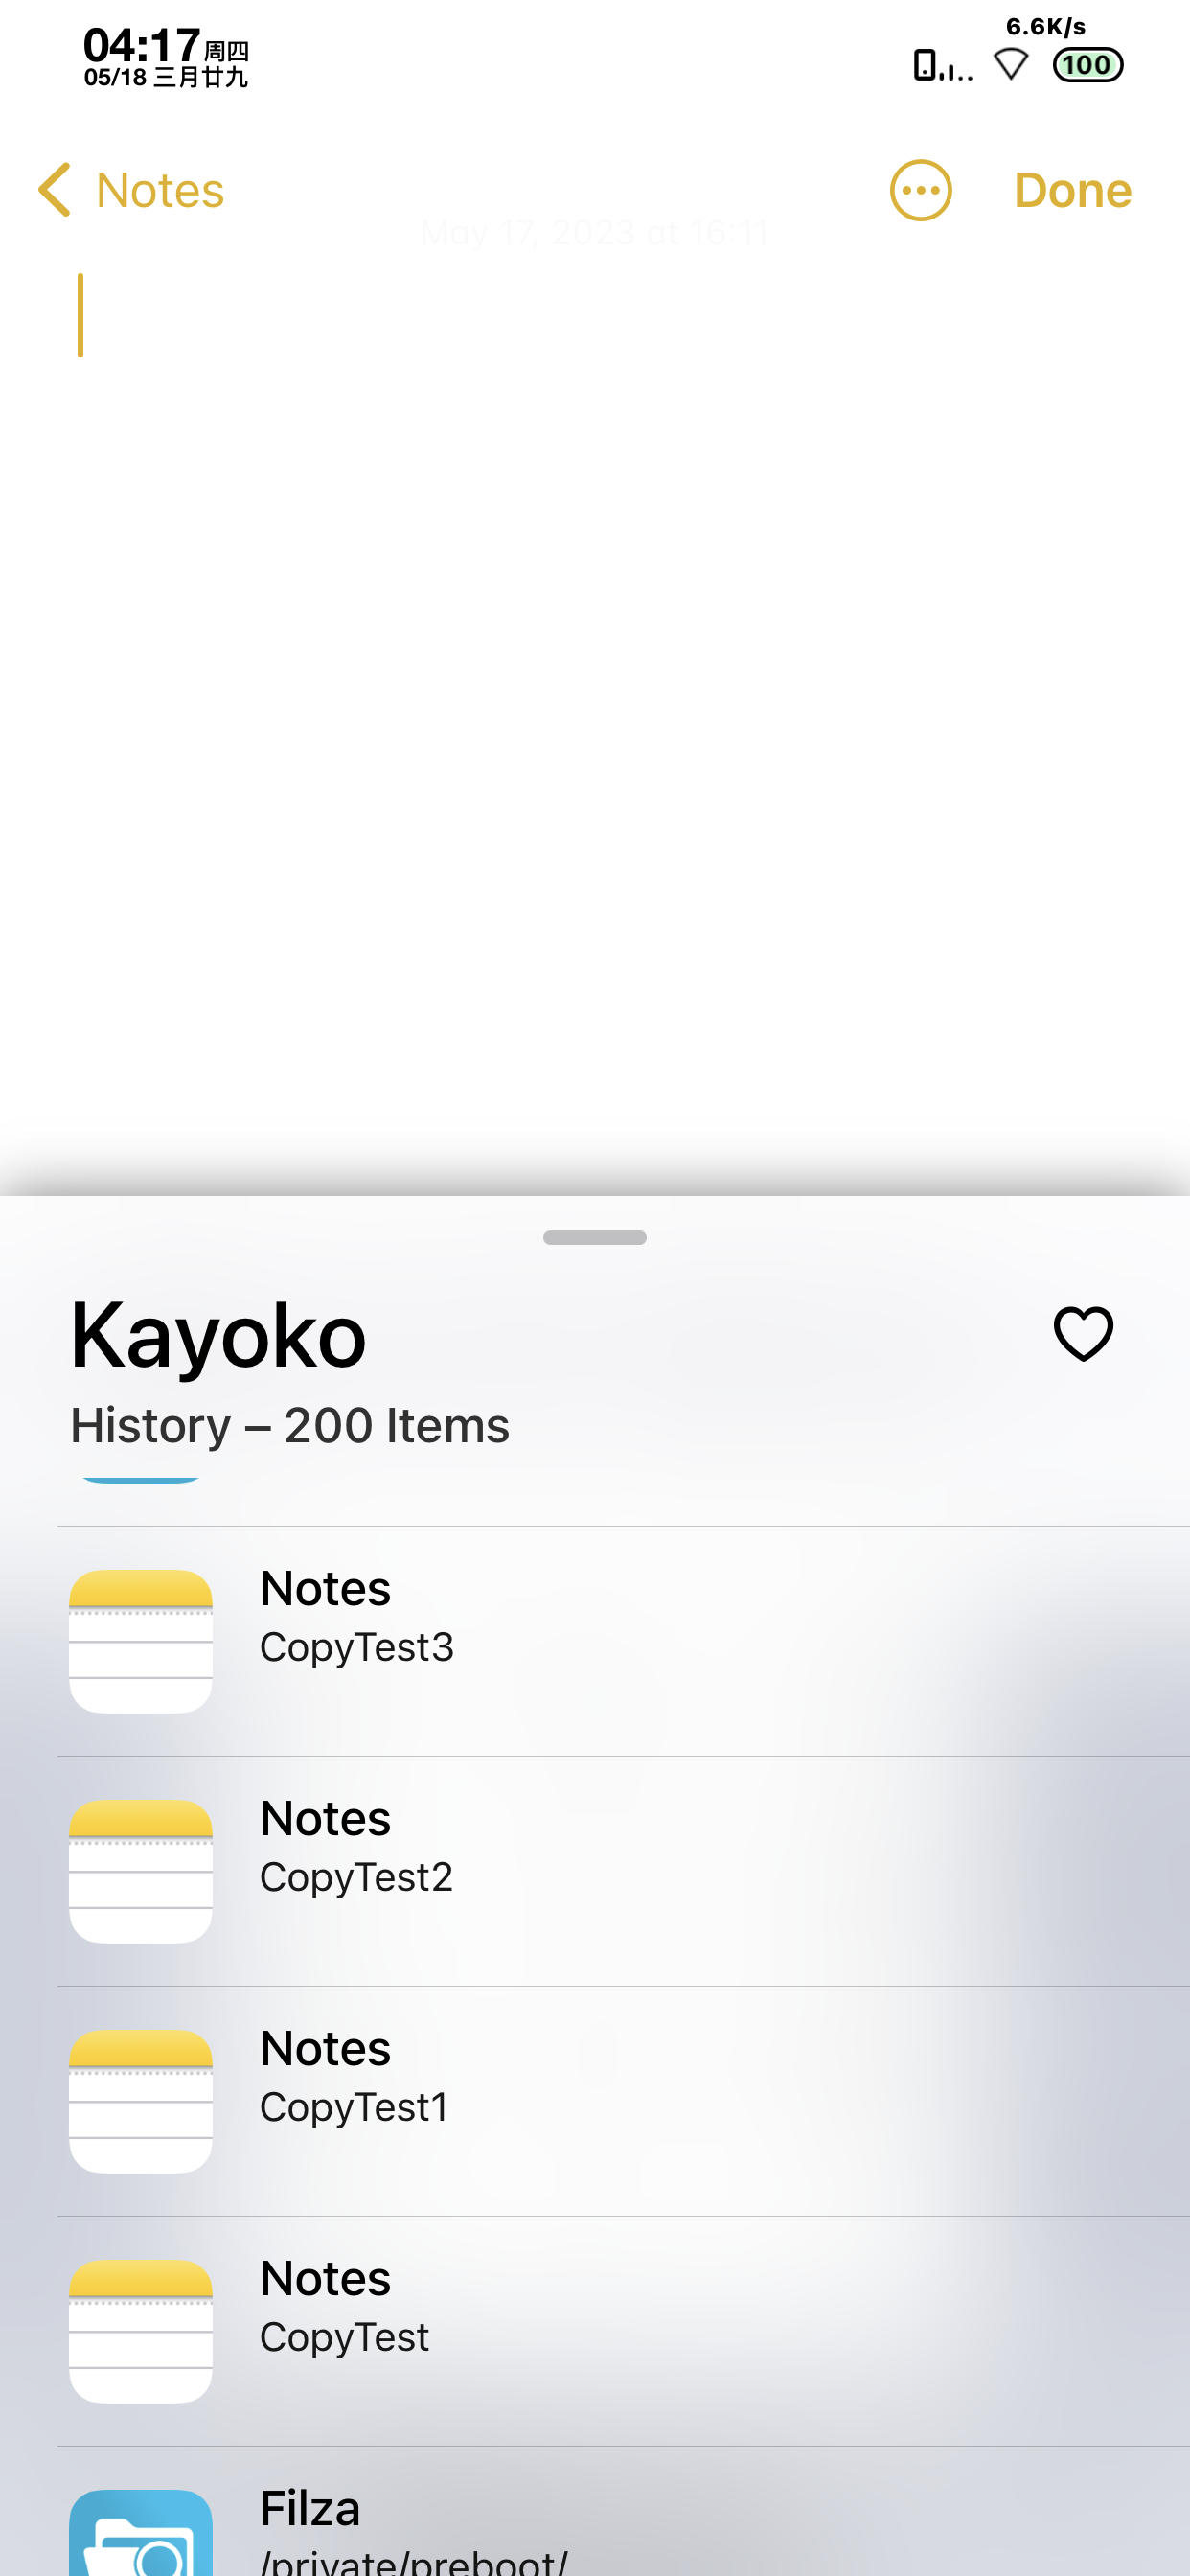 6.6K/s
04:17 周四
05/18 三月廿九
100
Notes
Done
May 17, 2023 at 16:11
Kayoko
History – 200 Items
Notes
CopyTest3
Notes
CopyTest2
Notes
CopyTest1
Notes
CopyTest
Filza
/private/preboot/